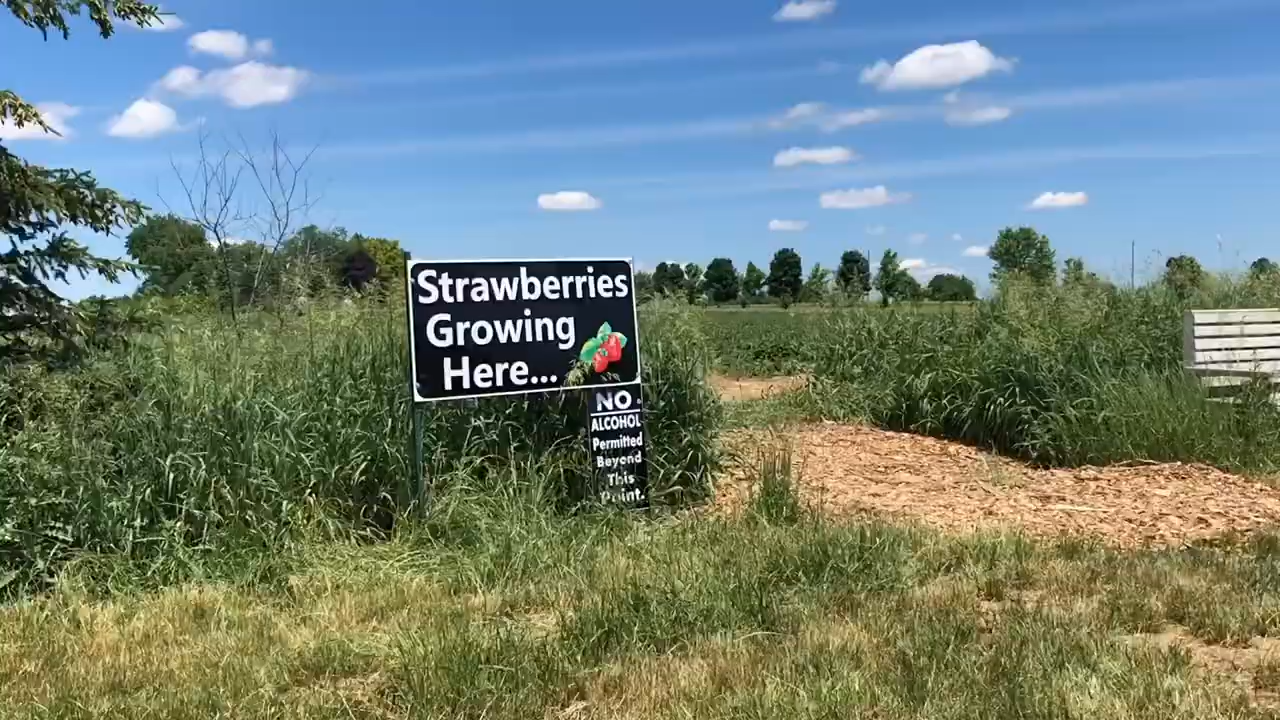 Strawberries
Growing
Here...
NO
ALCOHOL
Permitted
Beyond
This
Point.